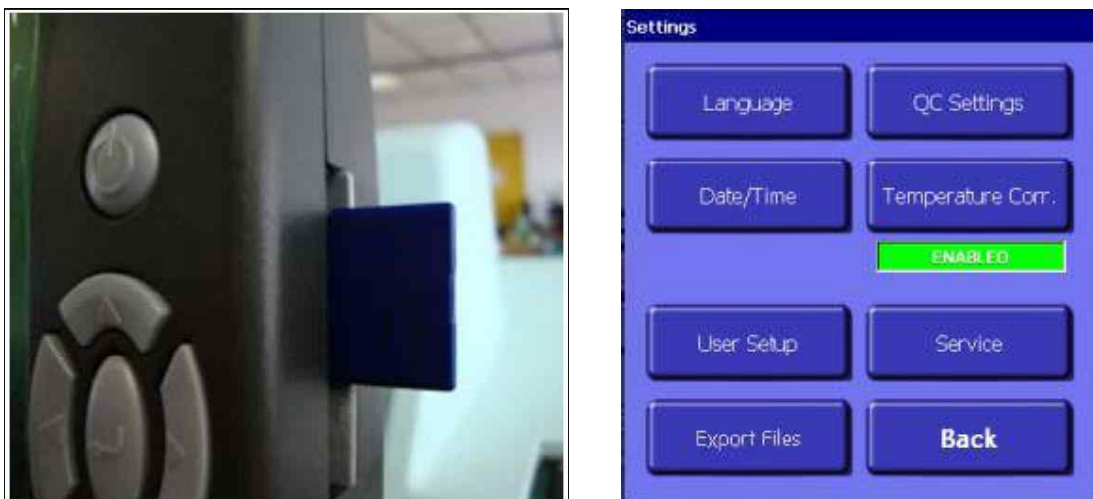 Settings
Language
QC Settings
Date/Time
Temperature Corr.
ENABLED
User Setup
Service
Export Files
Back